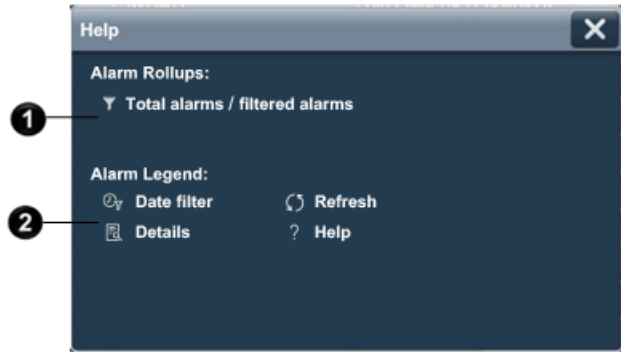 Help
Alarm Rollups:
1
Total alarms / filtered alarms
Alarm Legend:
Date filter
Refresh
2
Details
? Help